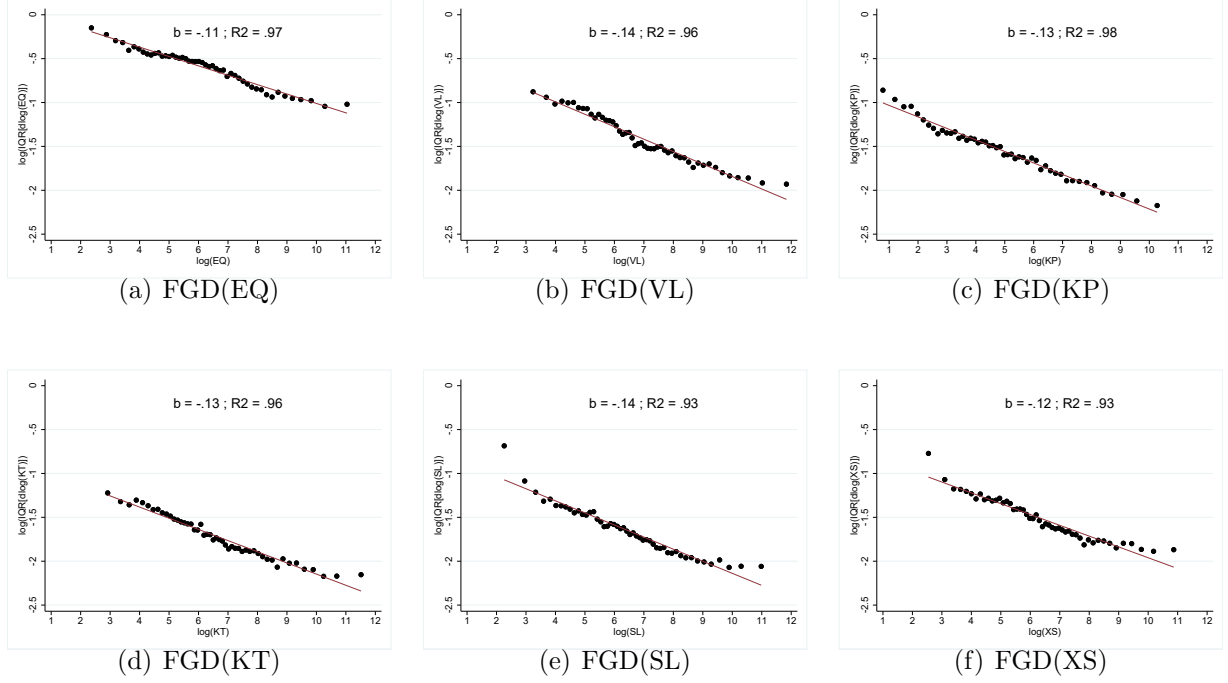 b = -.11 ; R2 = .97
log(IQR[dlog(EQ)])
0
-.5
-1
-1.5
-2
-2.5
1 2 3 4 5 6 7 8 9 10 11 12
log(EQ)
(a) FGD(EQ)
b = -.14 ; R2 = .96
log(IQR[dlog(VL)])
0
-.5
-1
-1.5
-2
-2.5
1 2 3 4 5 6 7 8 9 10 11 12
log(VL)
(b) FGD(VL)
b = -.13 ; R2 = .98
log(IQR[dlog(KP)])
0
-.5
-1
-1.5
-2
-2.5
1 2 3 4 5 6 7 8 9 10 11 12
log(KP)
(c) FGD(KP)
b = -.13 ; R2 = .96
log(IQR[dlog(KT)])
0
-.5
-1
-1.5
-2
-2.5
1 2 3 4 5 6 7 8 9 10 11 12
log(KT)
(d) FGD(KT)
b = -.14 ; R2 = .93
log(IQR[dlog(SL)])
0
-.5
-1
-1.5
-2
-2.5
1 2 3 4 5 6 7 8 9 10 11 12
log(SL)
(e) FGD(SL)
b = -.12 ; R2 = .93
log(IQR[dlog(XS)])
0
-.5
-1
-1.5
-2
-2.5
1 2 3 4 5 6 7 8 9 10 11 12
log(XS)
(f) FGD(XS)